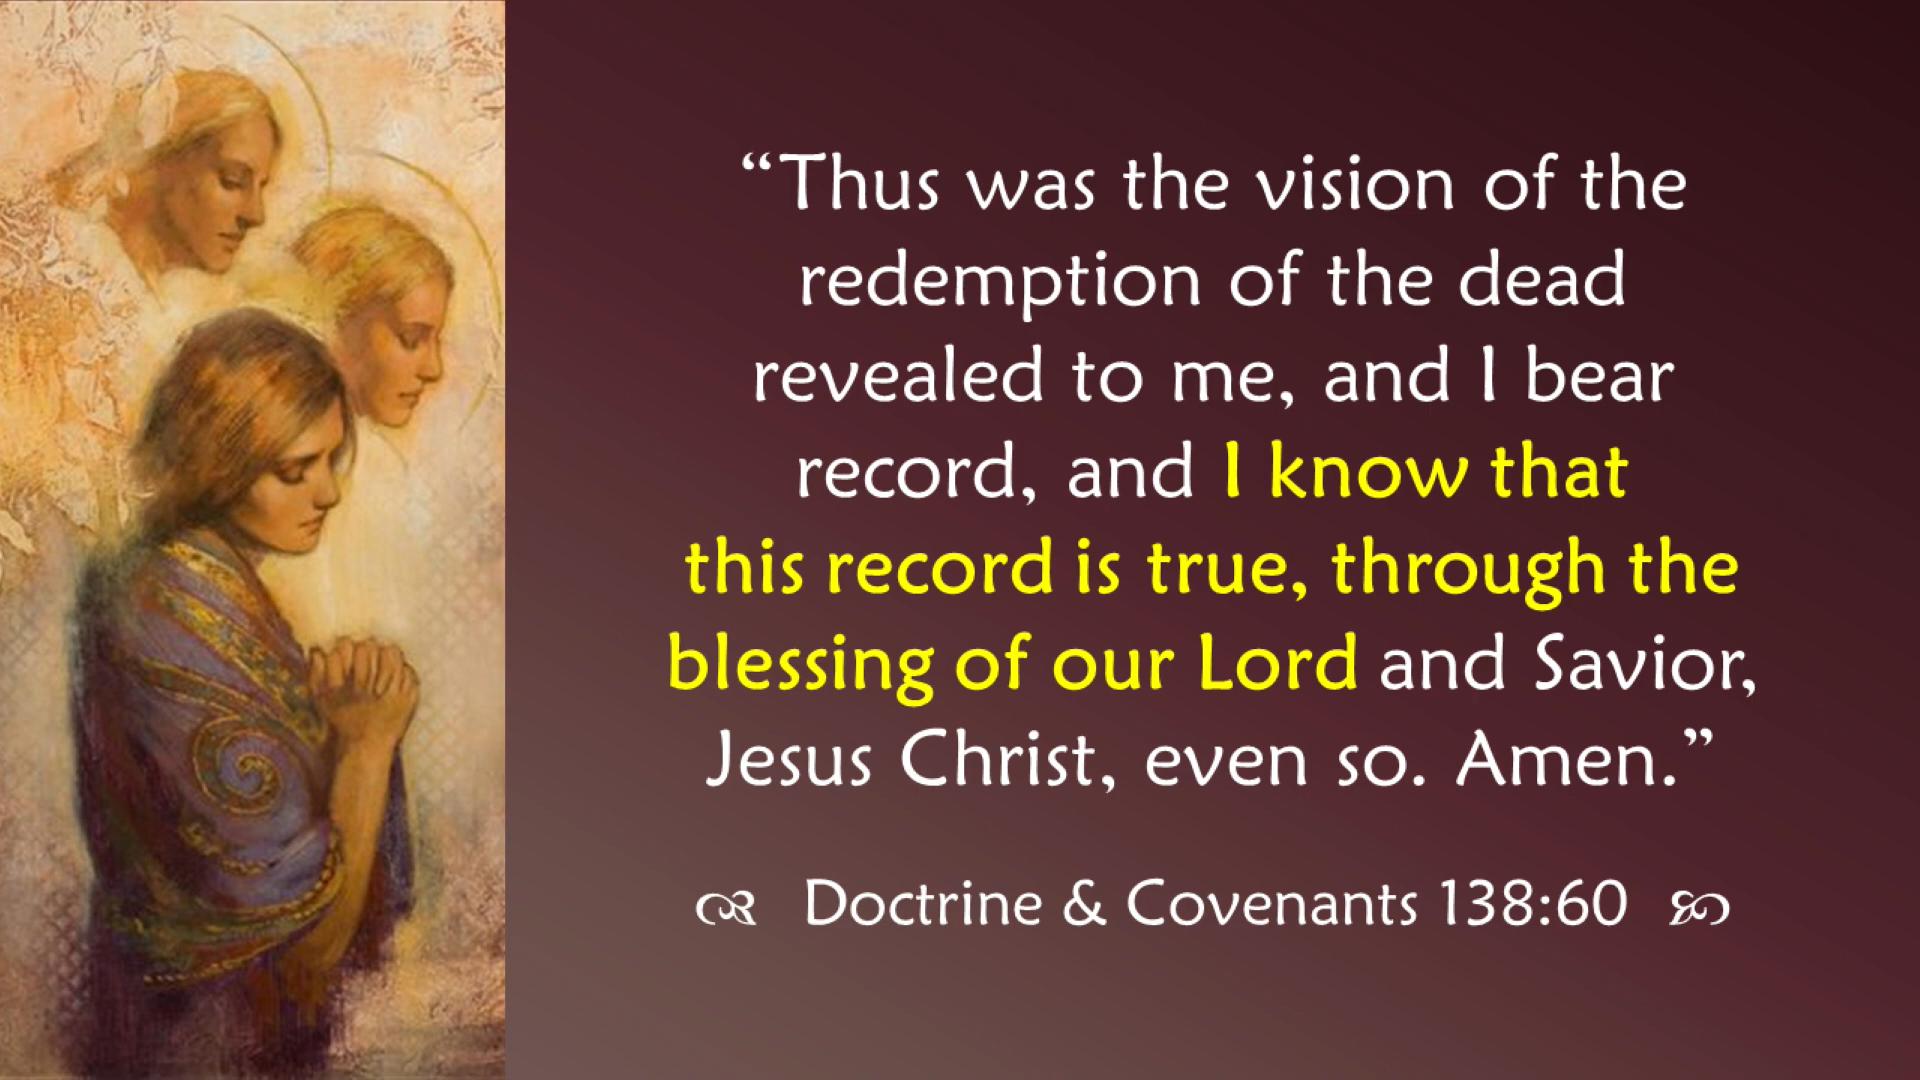 “Thus was the vision of the
redemption of the dead
revealed to me, and I bear
record, and I know that
this record is true, through the
blessing of our Lord and Savior,
Jesus Christ, even so. Amen.”
Doctrine & Covenants 138:60